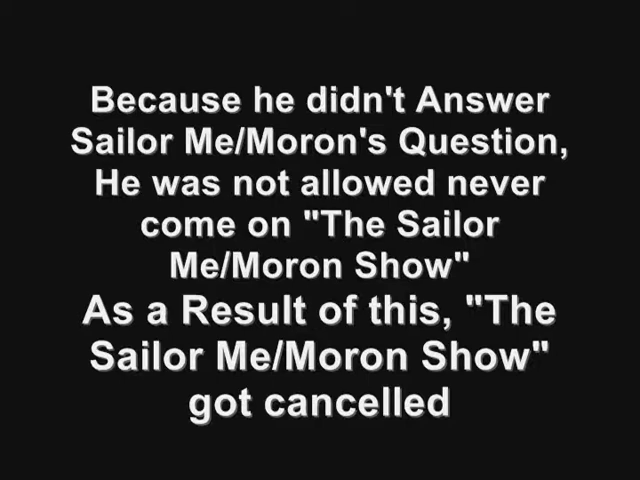 Because he didn't Answer
Sailor Me/Moron's Question,
He was not allowed never
come on "The Sailor
Me/Moron Show"
As a Result of this, "The
Sailor Me/Moron Show"
got cancelled